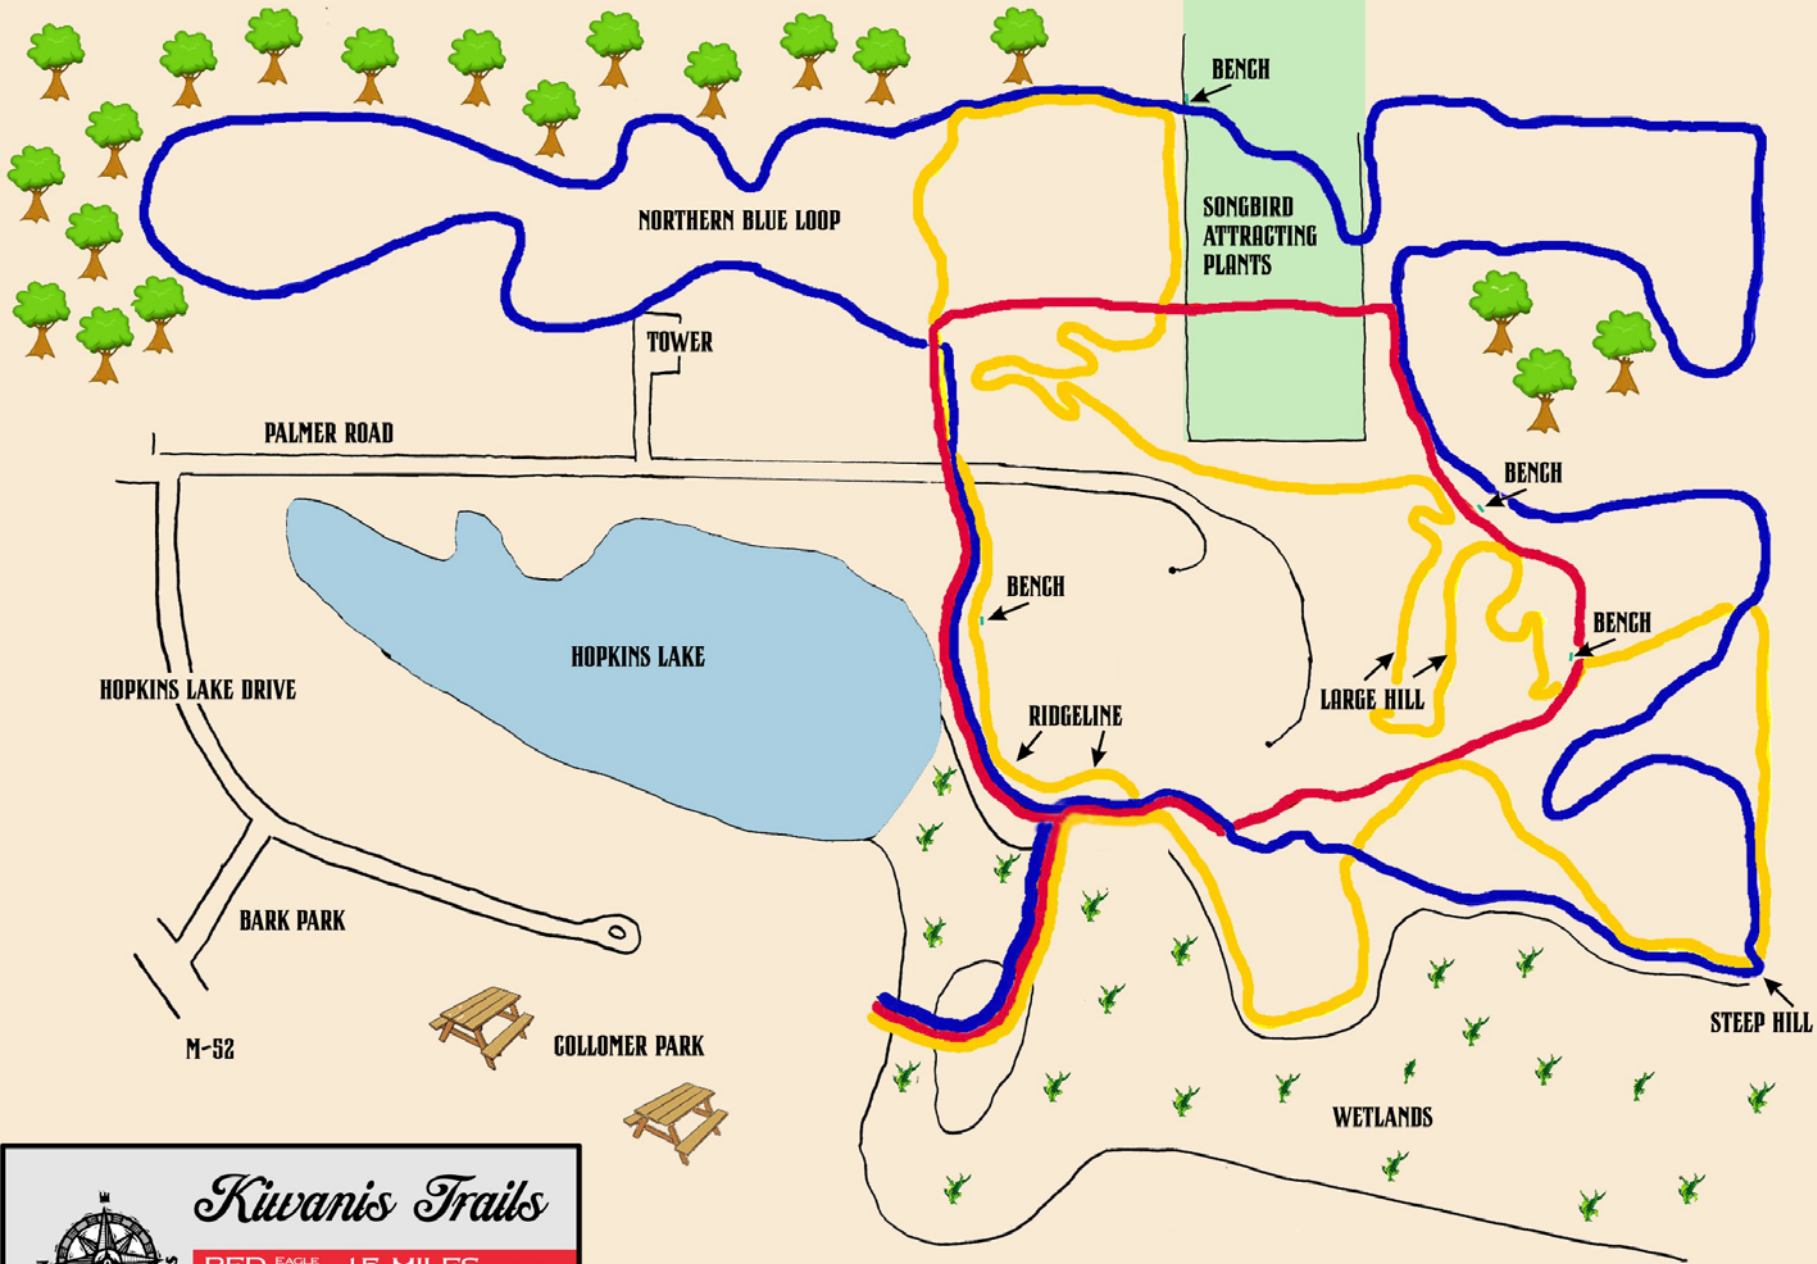 BENCH
SONGBIRD
ATTRACTING
PLANTS
NORTHERN BLUE LOOP
TOWER
PALMER ROAD
BENCH
BENCH
BENCH
HOPKINS LAKE
HOPKINS LAKE DRIVE
LARGE HILL
RIDGELINE
BARK PARK
STEEP HILL
M-52
COLLOMER PARK
WETLANDS
Kiwanis Trails